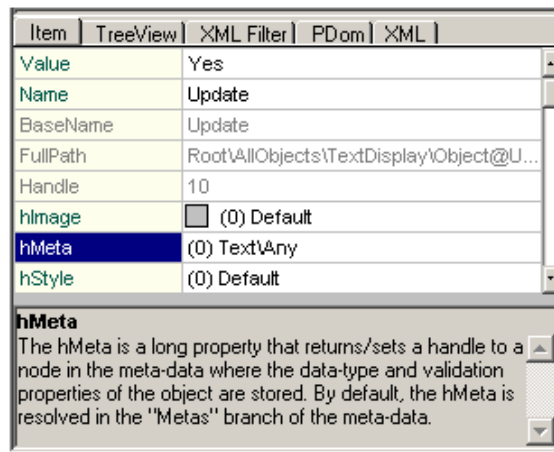 Item TreeView XML Filter PDom XML
Value Yes
Name Update
BaseName Update
FullPath Root\AllObjects\TextDisplay\Object@U...
Handle 10
hImage (0) Default
hMeta (0) Text\Any
hStyle (0) Default
hMeta
The hMeta is a long property that returns/sets a handle to a
node in the meta-data where the data-type and validation
properties of the object are stored. By default, the hMeta is
resolved in the "Metas" branch of the meta-data.